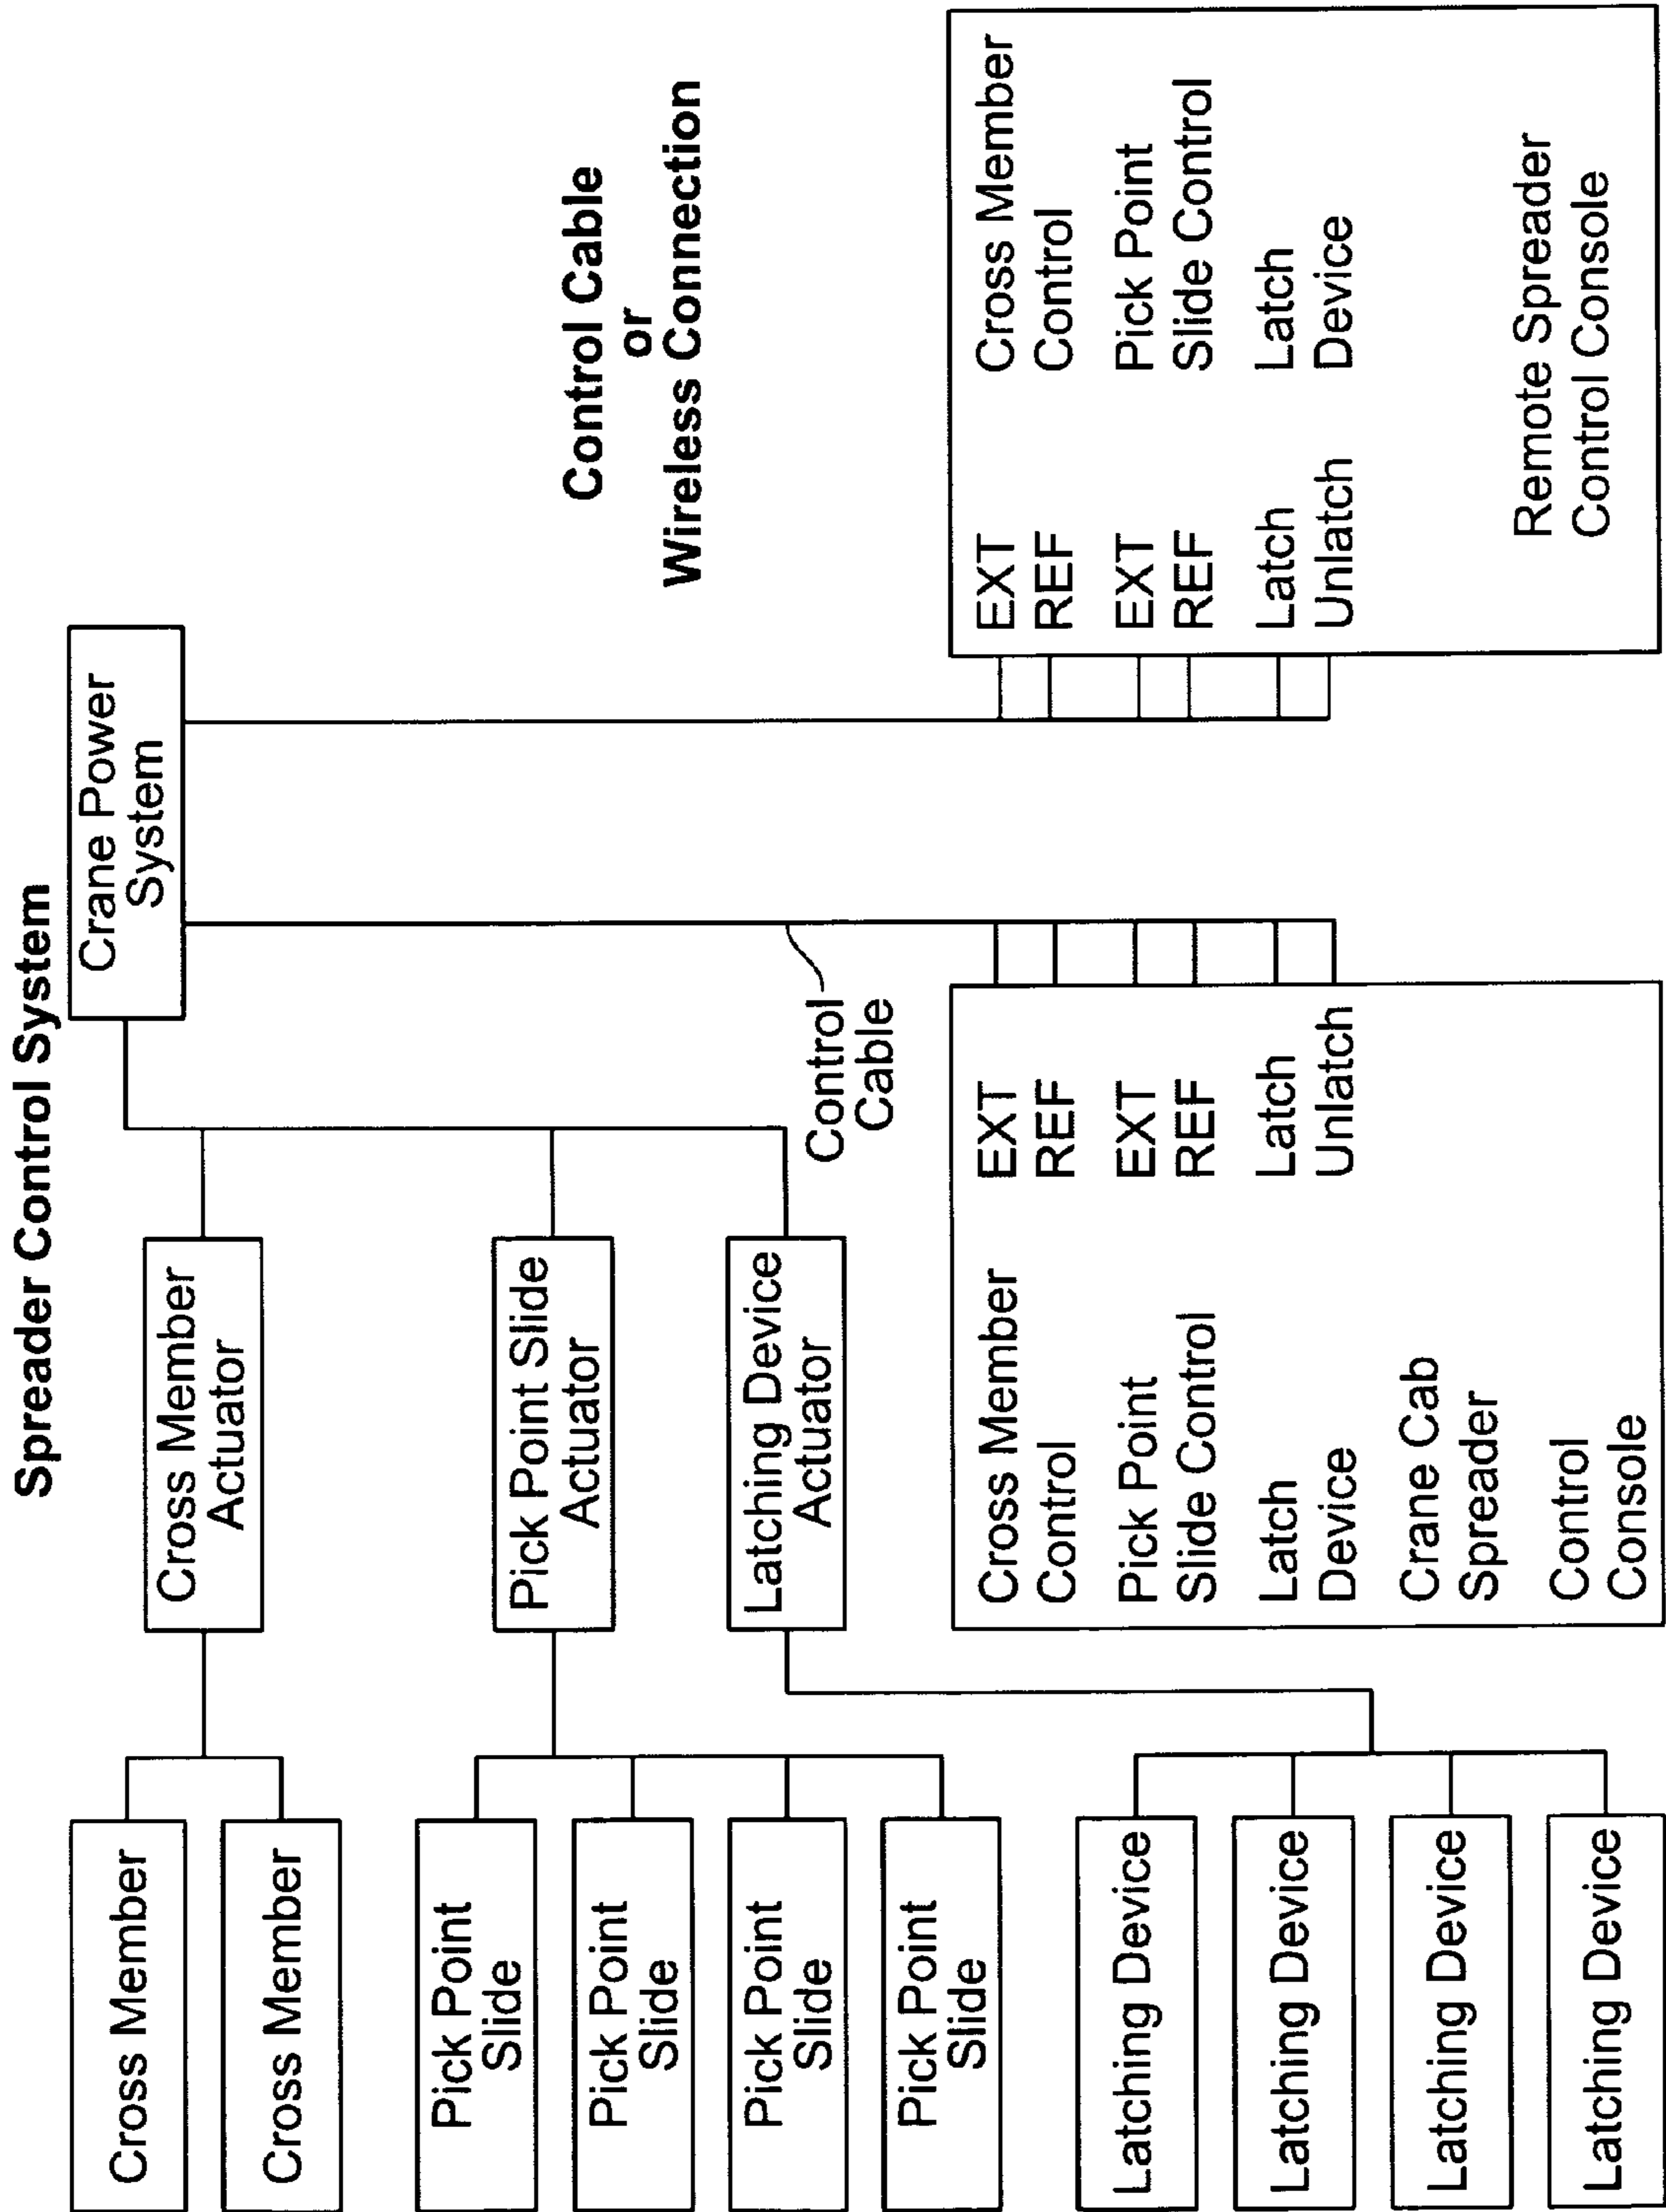 Spreader Control System
Crane Power
System
Cross Member
Actuator
Pick Point Slide
Actuator
Latching Device
Actuator
Cross Member
Cross Member
Pick Point
Slide
Pick Point
Slide
Pick Point
Slide
Pick Point
Slide
Latching Device
Latching Device
Latching Device
Latching Device
Control
Cable
Control Cable
or
Wireless Connection
Cross Member EXT
Control REF
Pick Point EXT
Slide Control REF
Latch Latch
Device Unlatch
Crane Cab
Spreader
Control
Console
EXT Cross Member
REF Control
EXT Pick Point
REF Slide Control
Latch Latch
Unlatch Device
Remote Spreader
Control Console